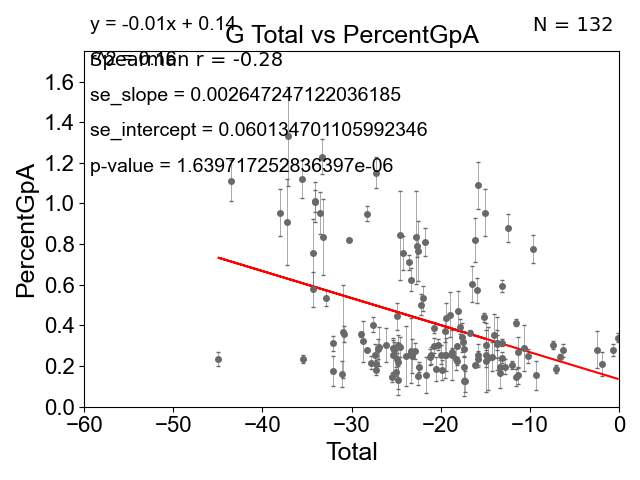 y = -0.01x + 0.14
G Total vs PercentGpA
N = 132
Spearman r = -0.28
se_slope = 0.002647247122036185
se_intercept = 0.060134701105992346
p-value = 1.639717252836397e-06
PercentGpA
1.6
1.4
1.2
1.0
0.8
0.6
0.4
0.2
0.0
−60 −50 −40 −30 −20 −10 0
Total